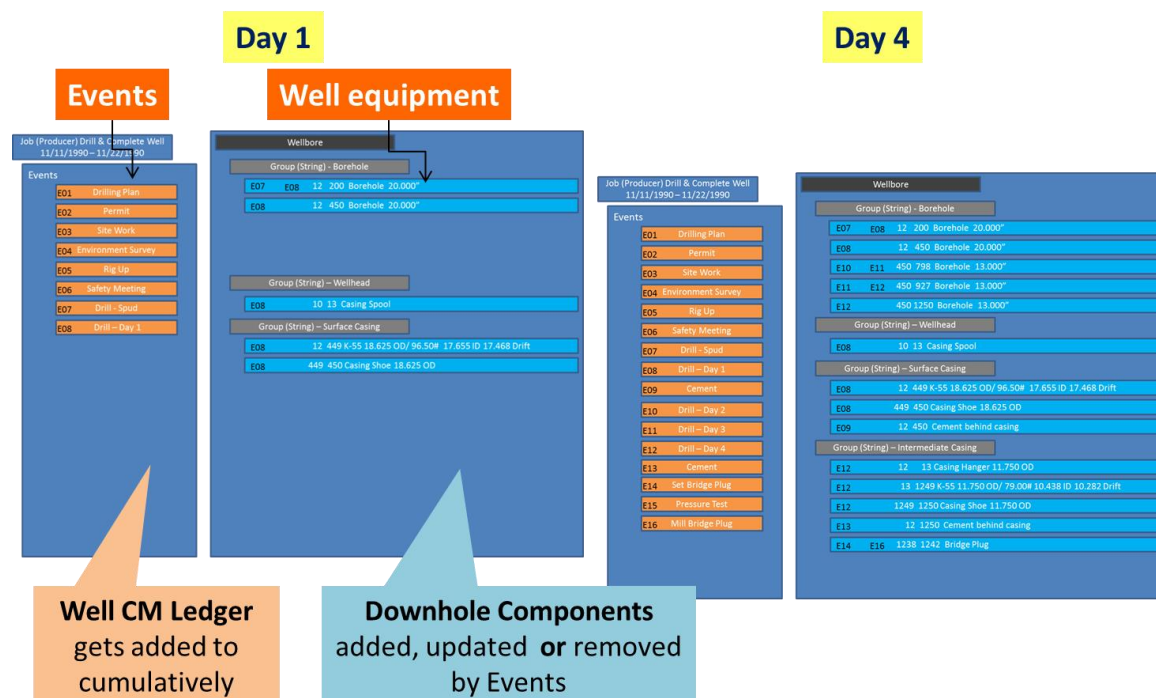 Day 1
Day 4
Events
Well equipment
Job (Producer) Drill & Complete Well
11/11/1990 – 11/22/1990
Events
E01 Drilling Plan
E02 Permit
E03 Site Work
E04 Environment Survey
E05 Rig Up
E06 Safety Meeting
E07 Drill - Spud
E08 Drill – Day 1
Wellbore
Group (String) - Borehole
E07 E08 12 200 Borehole 20.000"
E08 12 450 Borehole 20.000"
Group (String) – Wellhead
E08 10 13 Casing Spool
Group (String) – Surface Casing
E08 12 449 K-55 18.625 OD/ 96.50# 17.655 ID 17.468 Drift
E08 449 450 Casing Shoe 18.625 OD
Job (Producer) Drill & Complete Well
11/11/1990 – 11/22/1990
Events
E01 Drilling Plan
E02 Permit
E03 Site Work
E04 Environment Survey
E05 Rig Up
E06 Safety Meeting
E07 Drill - Spud
E08 Drill – Day 1
E09 Cement
E10 Drill – Day 2
E11 Drill – Day 3
E12 Drill – Day 4
E13 Cement
E14 Set Bridge Plug
E15 Pressure Test
E16 Mill Bridge Plug
Wellbore
Group (String) - Borehole
E07 E08 12 200 Borehole 20.000"
E08 12 450 Borehole 20.000"
E10 E11 450 798 Borehole 13.000"
E11 E12 450 927 Borehole 13.000"
E12 450 1250 Borehole 13.000"
Group (String) – Wellhead
E08 10 13 Casing Spool
Group (String) – Surface Casing
E08 12 449 K-55 18.625 OD/ 96.50# 17.655 ID 17.468 Drift
E08 449 450 Casing Shoe 18.625 OD
E09 12 450 Cement behind casing
Group (String) – Intermediate Casing
E12 12 13 Casing Hanger 11.750 OD
E12 13 1249 K-55 11.750 OD/ 79.00# 10.438 ID 10.282 Drift
E12 1249 1250 Casing Shoe 11.750 OD
E13 12 1250 Cement behind casing
E14 E16 1238 1242 Bridge Plug
Well CM Ledger
gets added to
cumulatively
Downhole Components
added, updated or removed
by Events